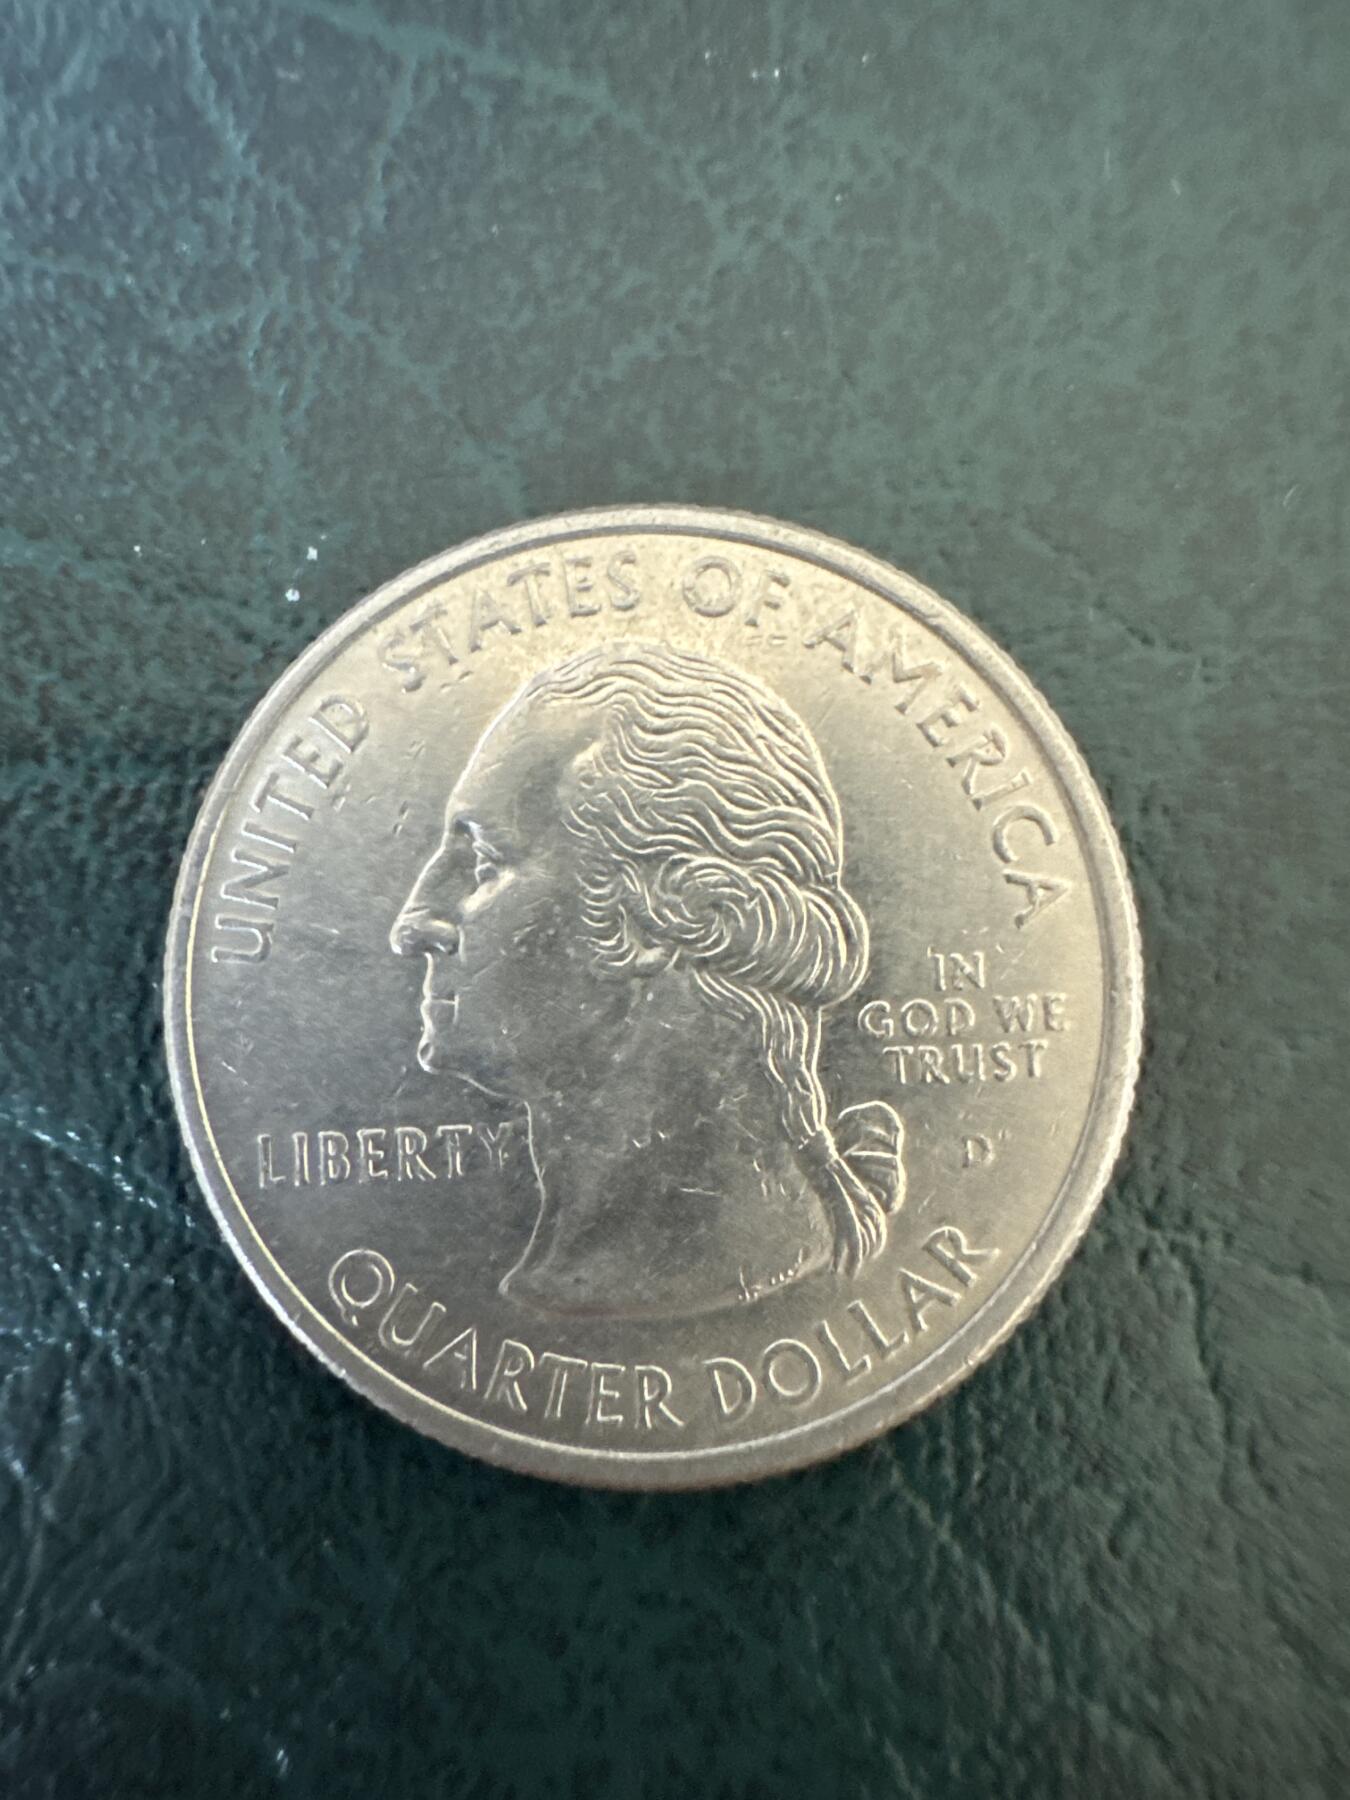 UNITED STATES OF AMERICA
IN
GOD WE
TRUST
LIBERTY
D
QUARTER DOLLAR